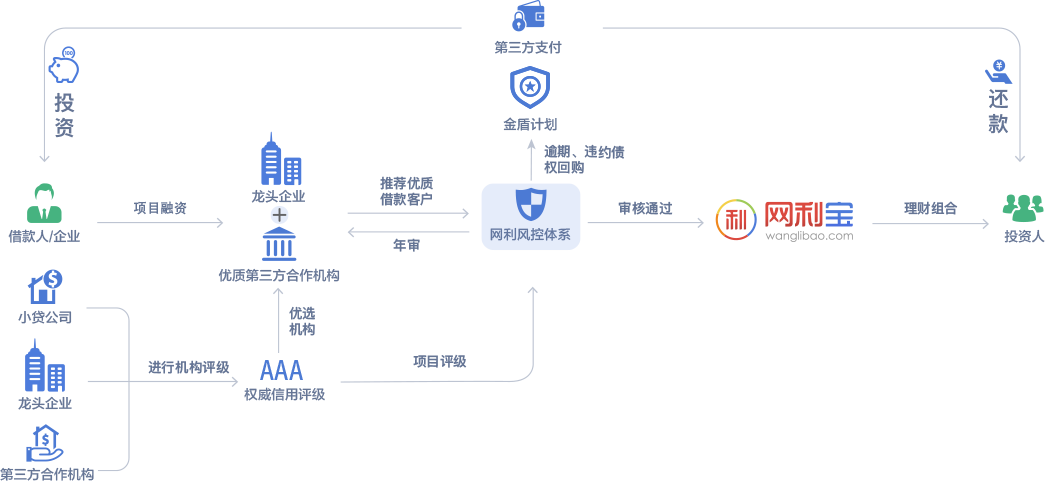 第三方支付
100
¥
投
资
还
款
金盾计划
逾期、违约债
权回购
龙头企业
推荐优质
借款客户
项目融资
审核通过
利
网利宝
wanglibao.com
理财组合
借款人/企业
网利风控体系
投资人
年审
优质第三方合作机构
$
小贷公司
优选
机构
进行机构评级
项目评级
AAA
权威信用评级
龙头企业
$
第三方合作机构